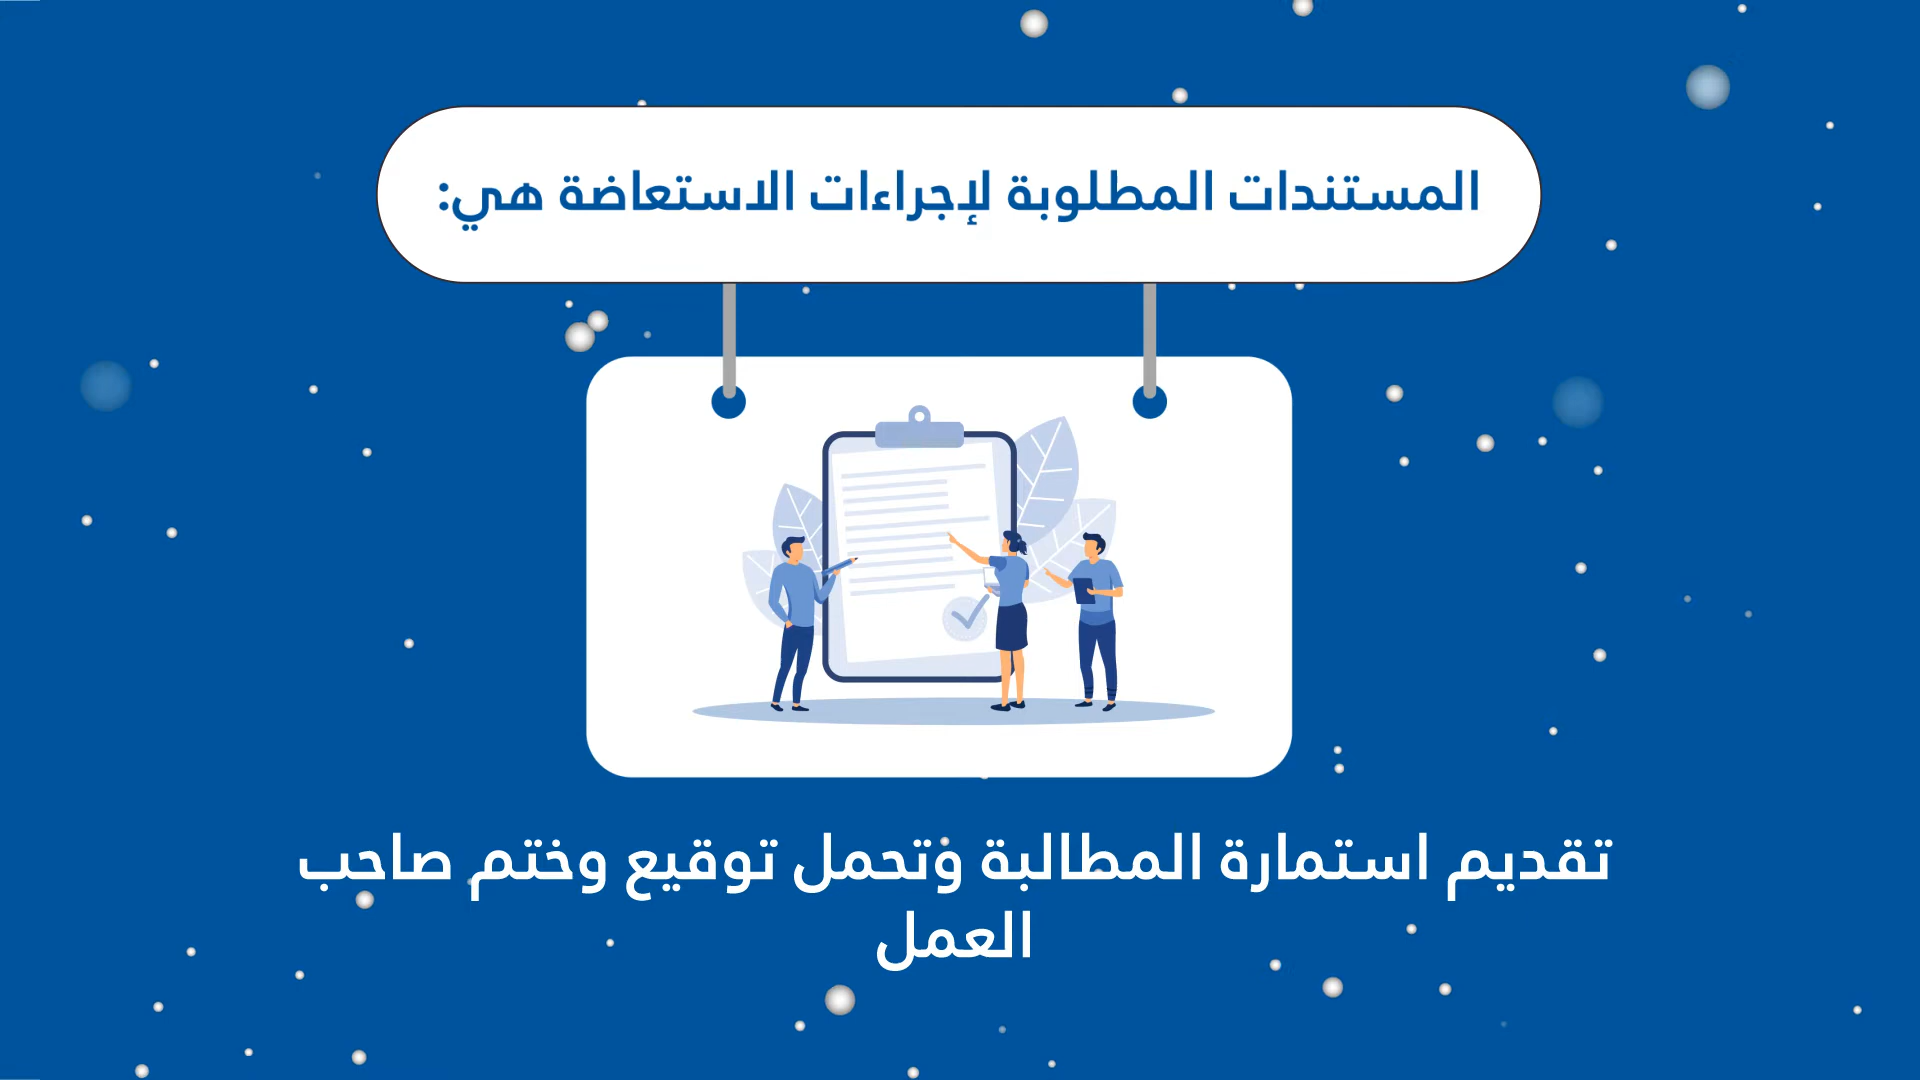 المستندات المطلوبة لإجراءات الاستعاضة هي:
تقديم استمارة المطالبة وتحمل توقيع وختم صاحب
العمل